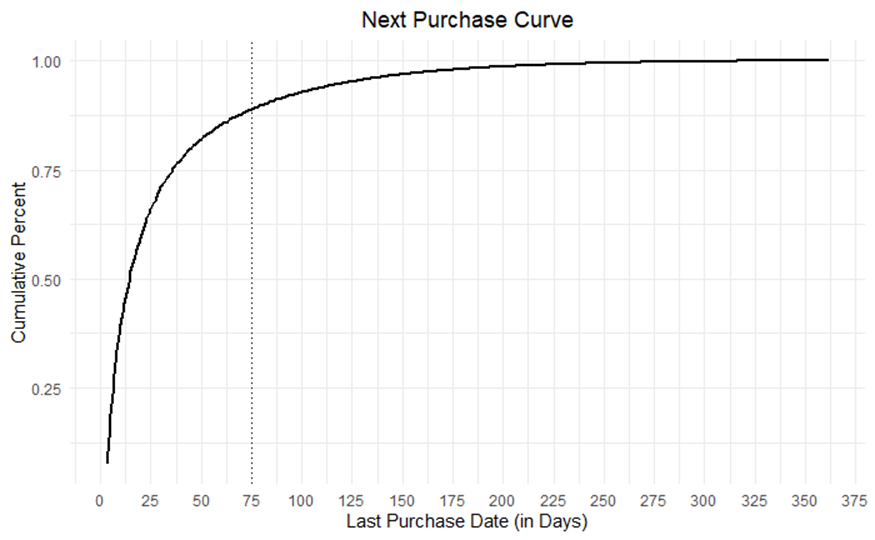 Next Purchase Curve
Cumulative Percent
1.00
0.75
0.50
0.25
0 25 50 75 100 125 150 175 200 225 250 275 300 325 350 375
Last Purchase Date (in Days)